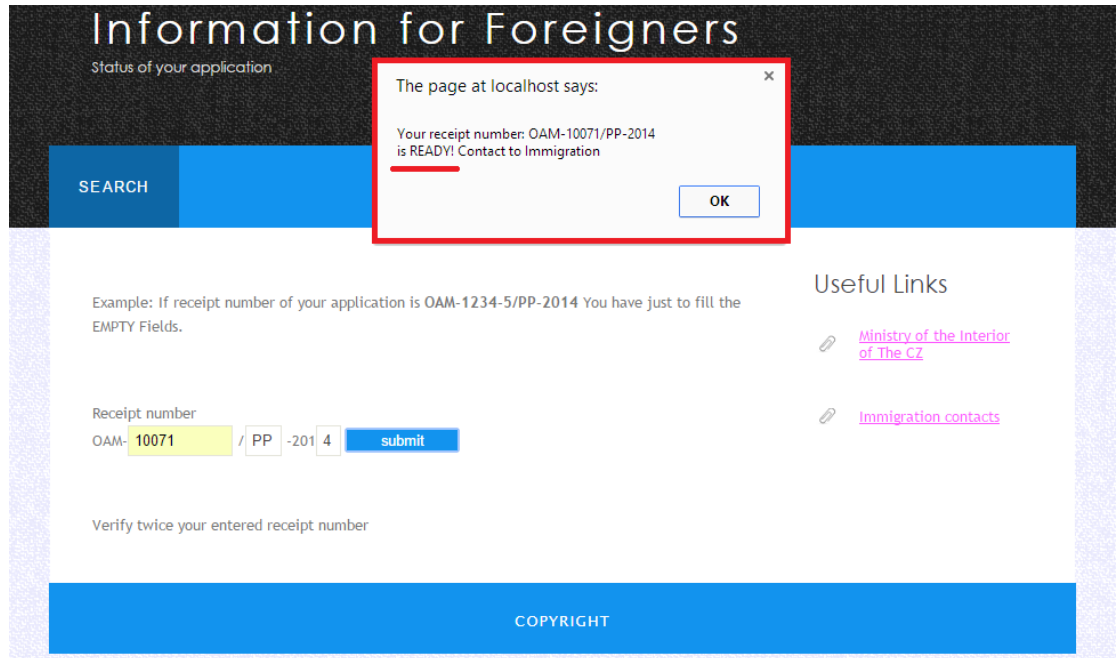 Information for Foreigners
Status of your application
The page at localhost says:
×
Your receipt number: OAM-10071/PP-2014
is READY! Contact to Immigration
OK
SEARCH
Example: If receipt number of your application is OAM-1234-5/PP-2014 You have just to fill the
EMPTY Fields.
Receipt number
OAM- 10071 / PP -201 4 submit
Verify twice your entered receipt number
Useful Links
Ministry of the Interior
of The CZ
Immigration contacts
COPYRIGHT